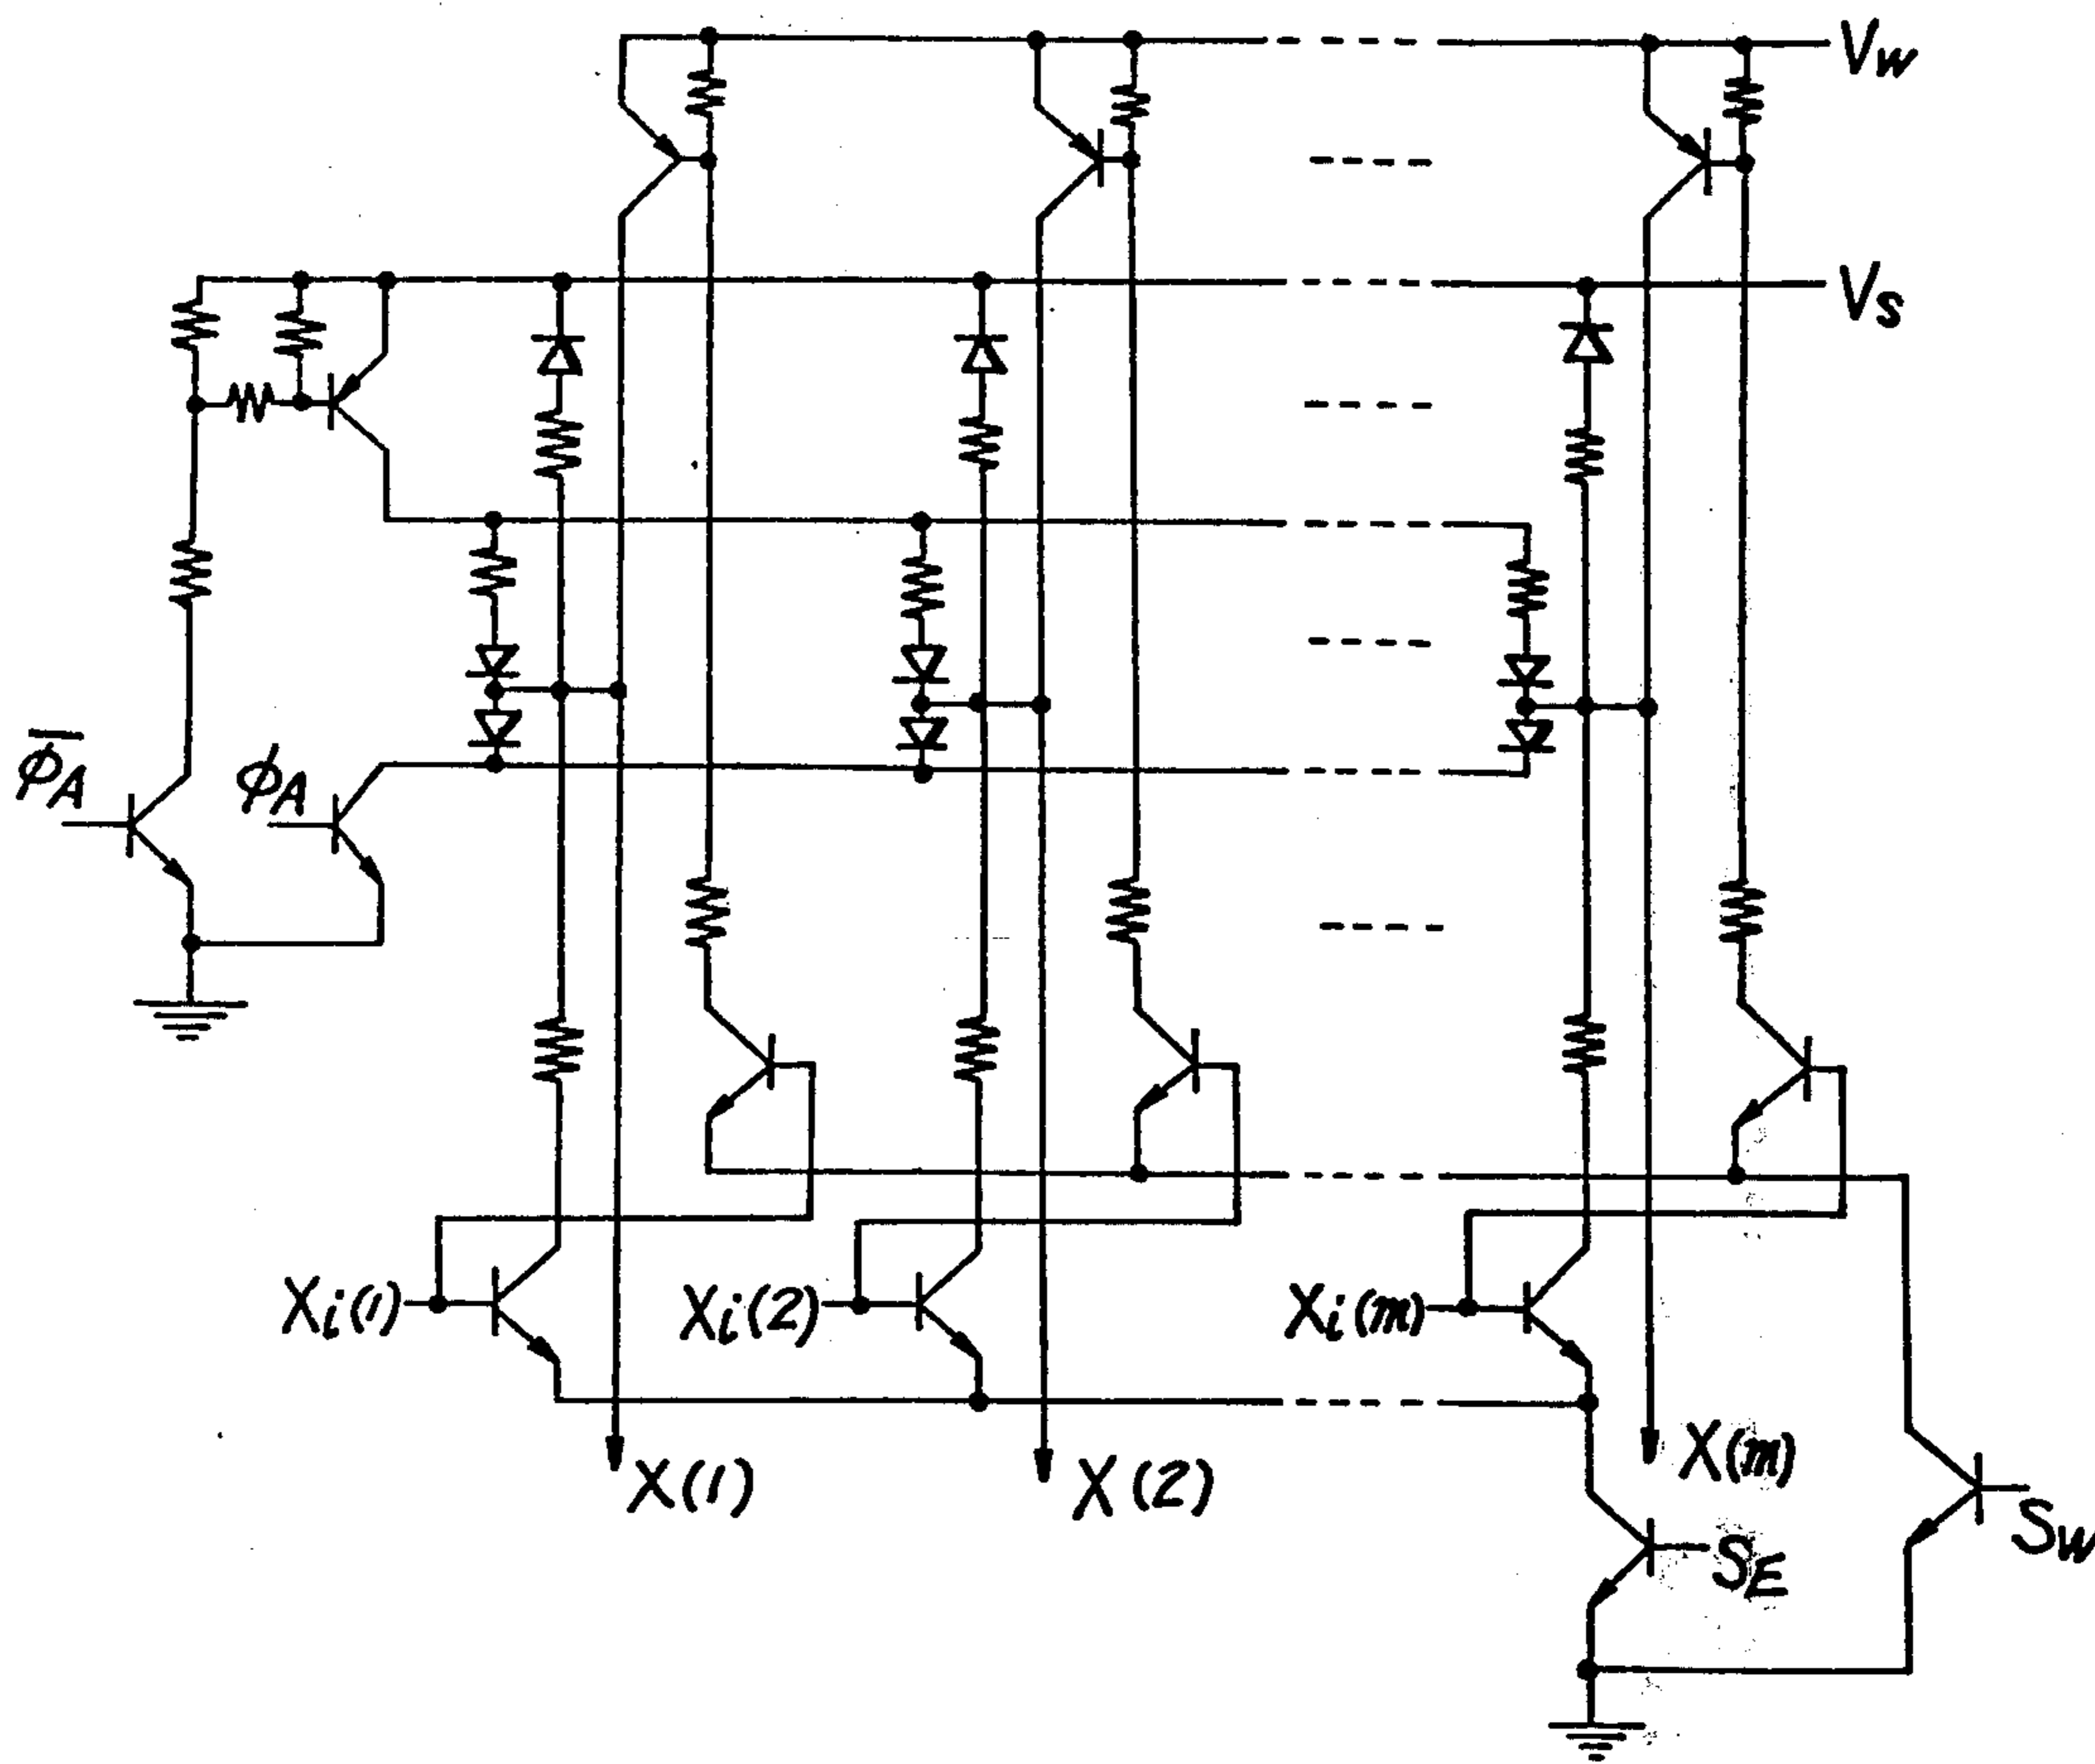 Vw
Vs
ϕ̅A
ϕA
Xi(1)
Xi(2)
Xi(m)
X(1)
X(2)
X(m)
SE
SW